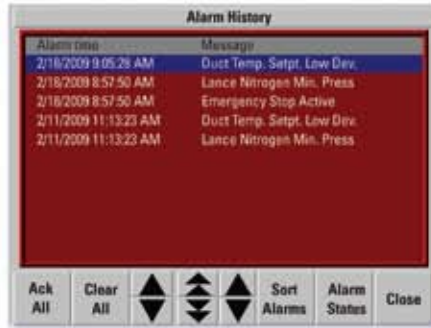 Alarm History
Alarm time Message
2/18/2009 9:05:28 AM Duct Temp. Setpt. Low Dev.
2/18/2009 8:57:50 AM Lance Nitrogen Min. Press
2/18/2009 8:57:50 AM Emergency Stop Active
2/11/2009 11:13:23 AM Duct Temp. Setpt. Low Dev.
2/11/2009 11:13:23 AM Lance Nitrogen Min. Press
Ack All Clear All Sort Alarms Alarm States Close